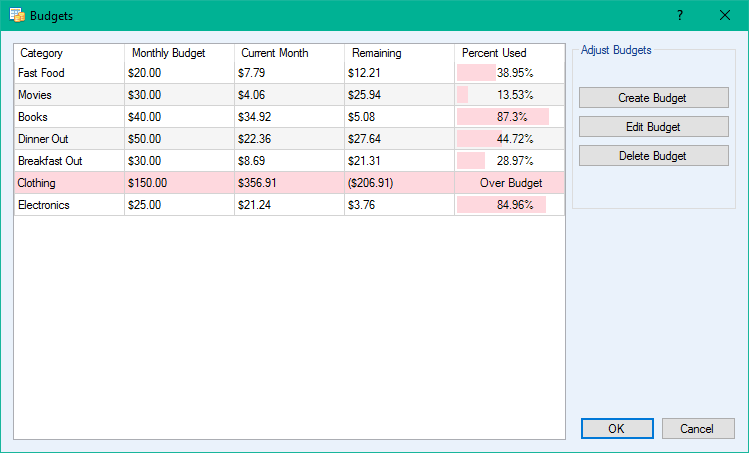 Budgets
?
Category Monthly Budget Current Month Remaining Percent Used
Fast Food $20.00 $7.79 $12.21 38.95%
Movies $30.00 $4.06 $25.94 13.53%
Books $40.00 $34.92 $5.08 87.3%
Dinner Out $50.00 $22.36 $27.64 44.72%
Breakfast Out $30.00 $8.69 $21.31 28.97%
Clothing $150.00 $356.91 ($206.91) Over Budget
Electronics $25.00 $21.24 $3.76 84.96%
Adjust Budgets
Create Budget
Edit Budget
Delete Budget
OK Cancel